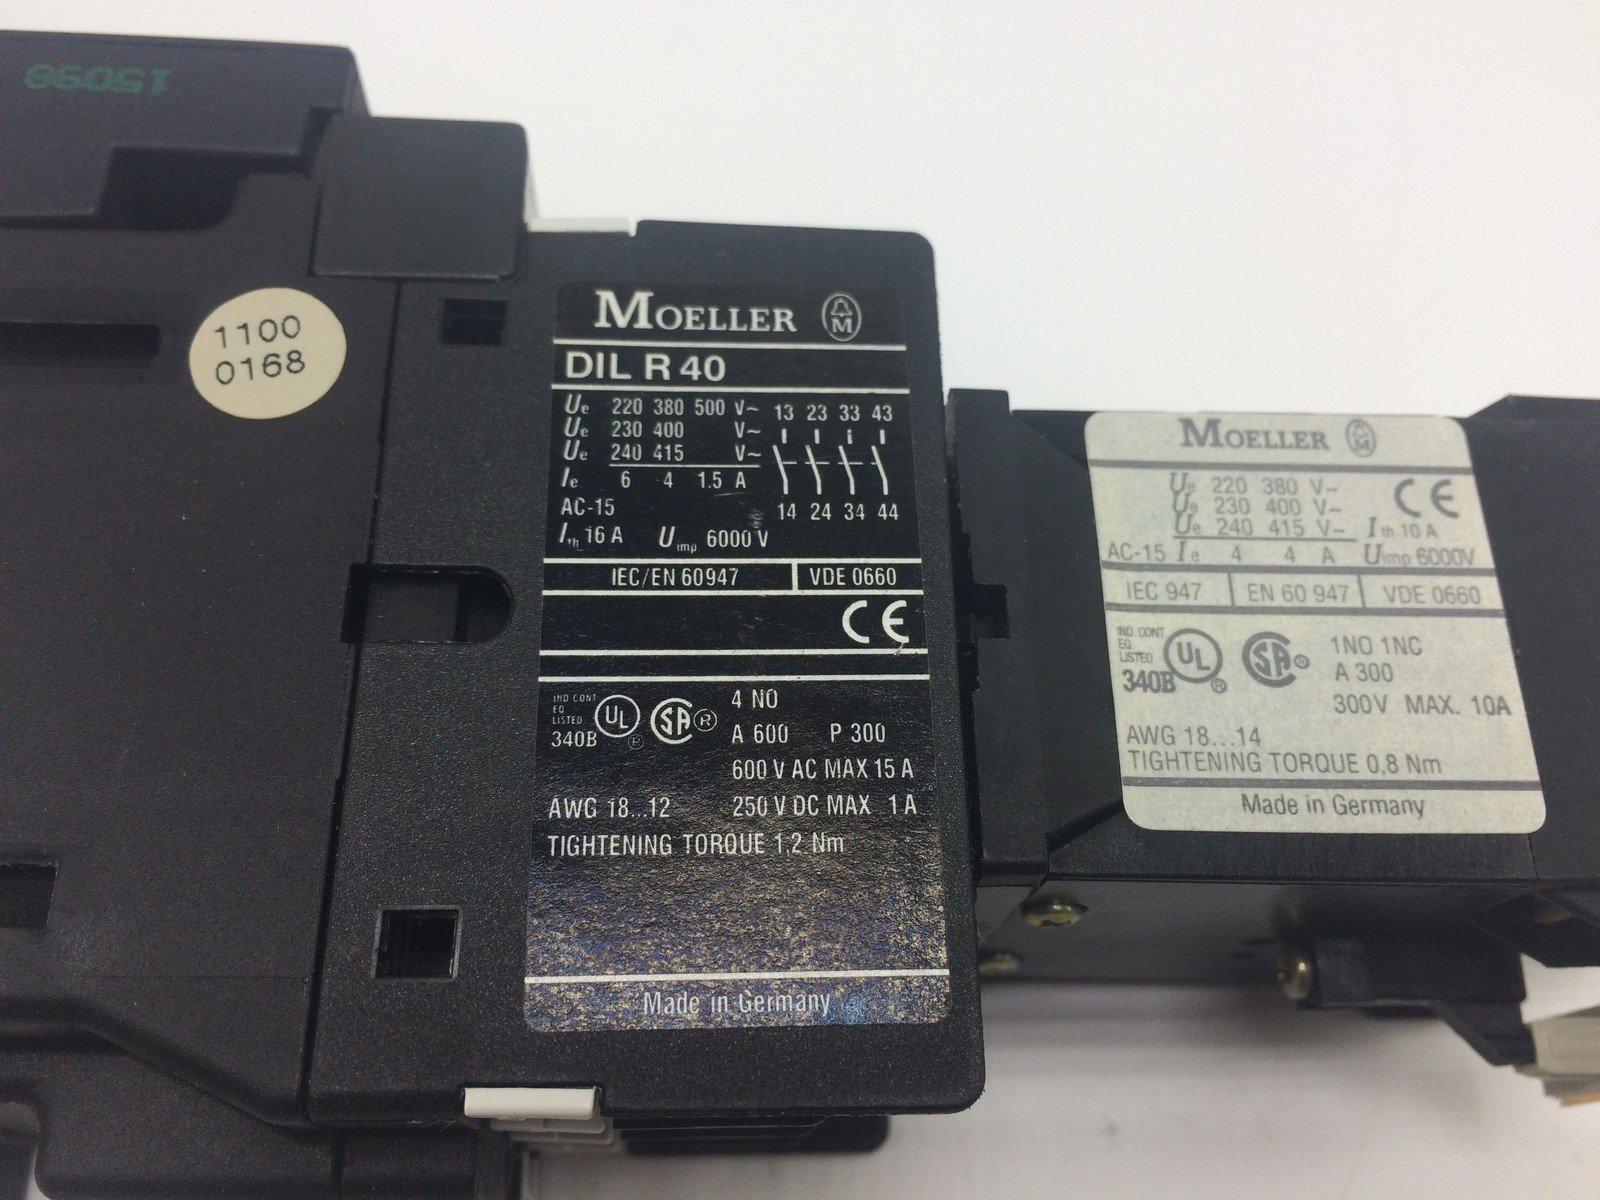 15098
1100
0168
MOELLER
DIL R 40
Ue 220 380 500 V~
Ue 230 400 V~
Ue 240 415 V~
Ie 6 4 1.5 A
AC-15
Ith 16 A Uimp 6000 V
13 23 33 43
14 24 34 44
IEC/EN 60947 VDE 0660
CE
IND CONT
EQ
LISTED
340B
UL ®
SA ®
4 NO
A 600 P 300
600 V AC MAX 15 A
AWG 18...12 250 V DC MAX 1 A
TIGHTENING TORQUE 1,2 Nm
Made in Germany
MOELLER
Ue 220 380 V~
Ue 230 400 V~
Ue 240 415 V~ Ith 10 A
AC-15 Ie 4 4 A Uimp 6000V
CE
IEC 947 EN 60 947 VDE 0660
IND. CONT
EQ
LISTED
340B
UL ®
SA ®
1NO 1NC
A 300
300V MAX. 10A
AWG 18...14
TIGHTENING TORQUE 0,8 Nm
Made in Germany